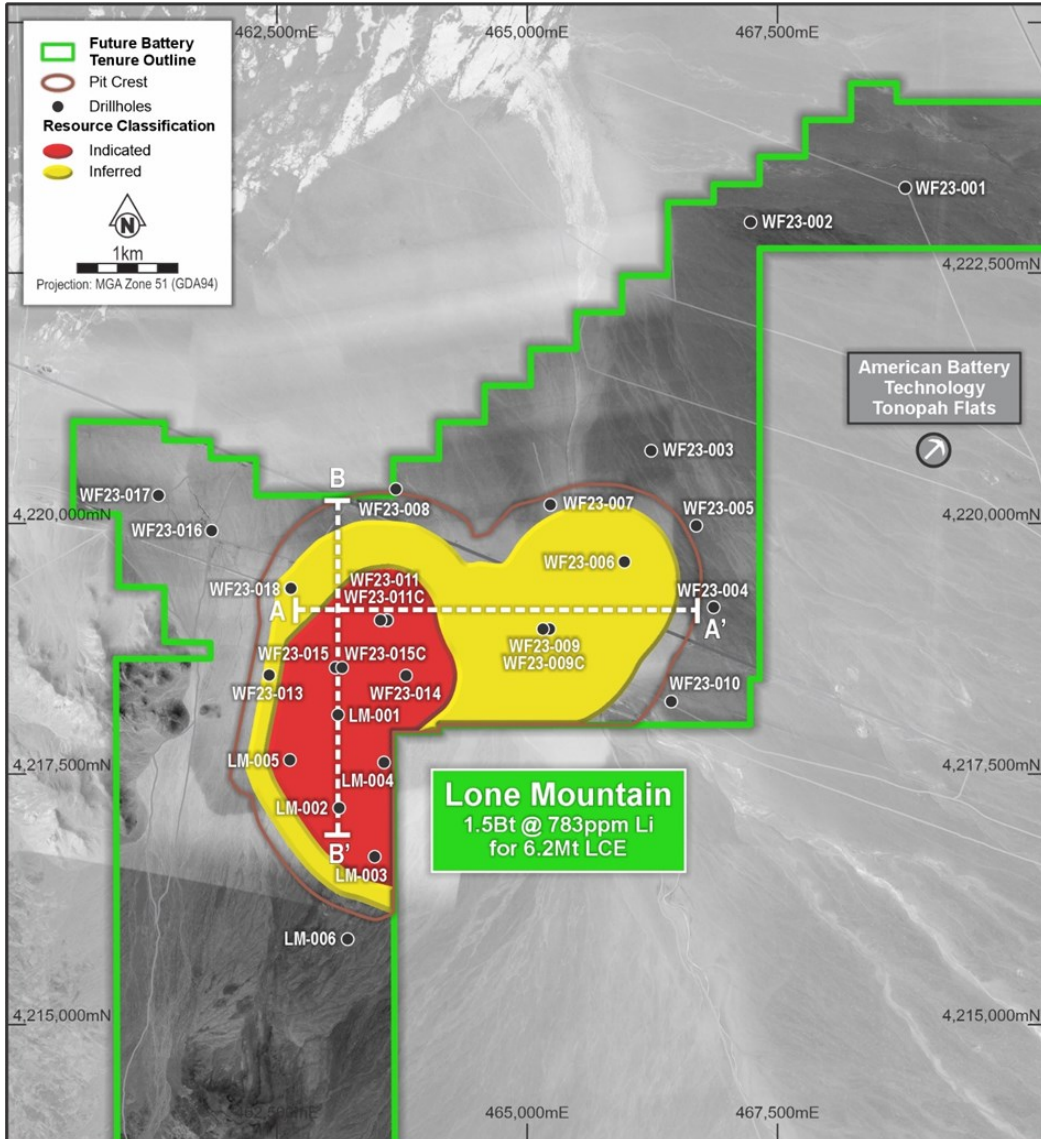 462,500mE
465,000mE
467,500mE
Future Battery
Tenure Outline
Pit Crest
Drillholes
Resource Classification
Indicated
Inferred
N
1km
Projection: MGA Zone 51 (GDA94)
WF23-001
WF23-002
4,222,500mN
American Battery
Technology
Tonopah Flats
WF23-003
B
WF23-017
WF23-008
WF23-007
WF23-005
4,220,000mN
4,220,000mN
WF23-016
WF23-006
WF23-011
WF23-018
WF23-011C
WF23-004
A
A'
WF23-009
WF23-009C
WF23-015
WF23-015C
WF23-013
WF23-014
WF23-010
LM-001
LM-005
LM-004
4,217,500mN
4,217,500mN
Lone Mountain
1.5Bt @ 783ppm Li
for 6.2Mt LCE
LM-002
B'
LM-003
LM-006
4,215,000mN
4,215,000mN
462,500mE
465,000mE
467,500mE